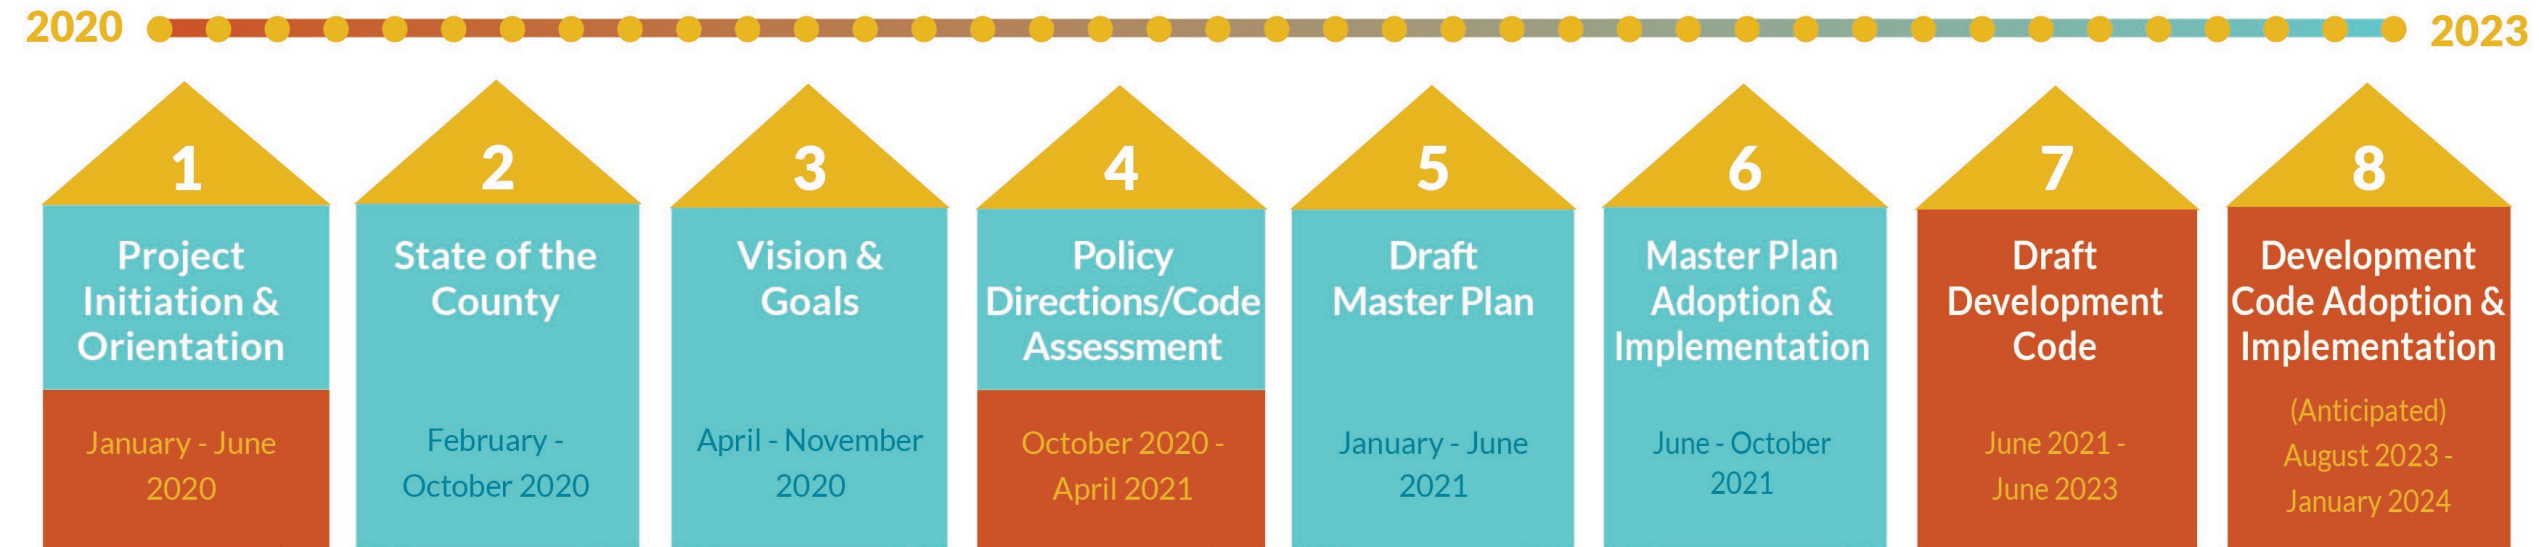 2020
2023
1
Project
Initiation &
Orientation
January - June
2020
2
State of the
County
February -
October 2020
3
Vision &
Goals
April - November
2020
4
Policy
Directions/Code
Assessment
October 2020 -
April 2021
5
Draft
Master Plan
January - June
2021
6
Master Plan
Adoption &
Implementation
June - October
2021
7
Draft
Development
Code
June 2021 -
June 2023
8
Development
Code Adoption &
Implementation
(Anticipated)
August 2023 -
January 2024